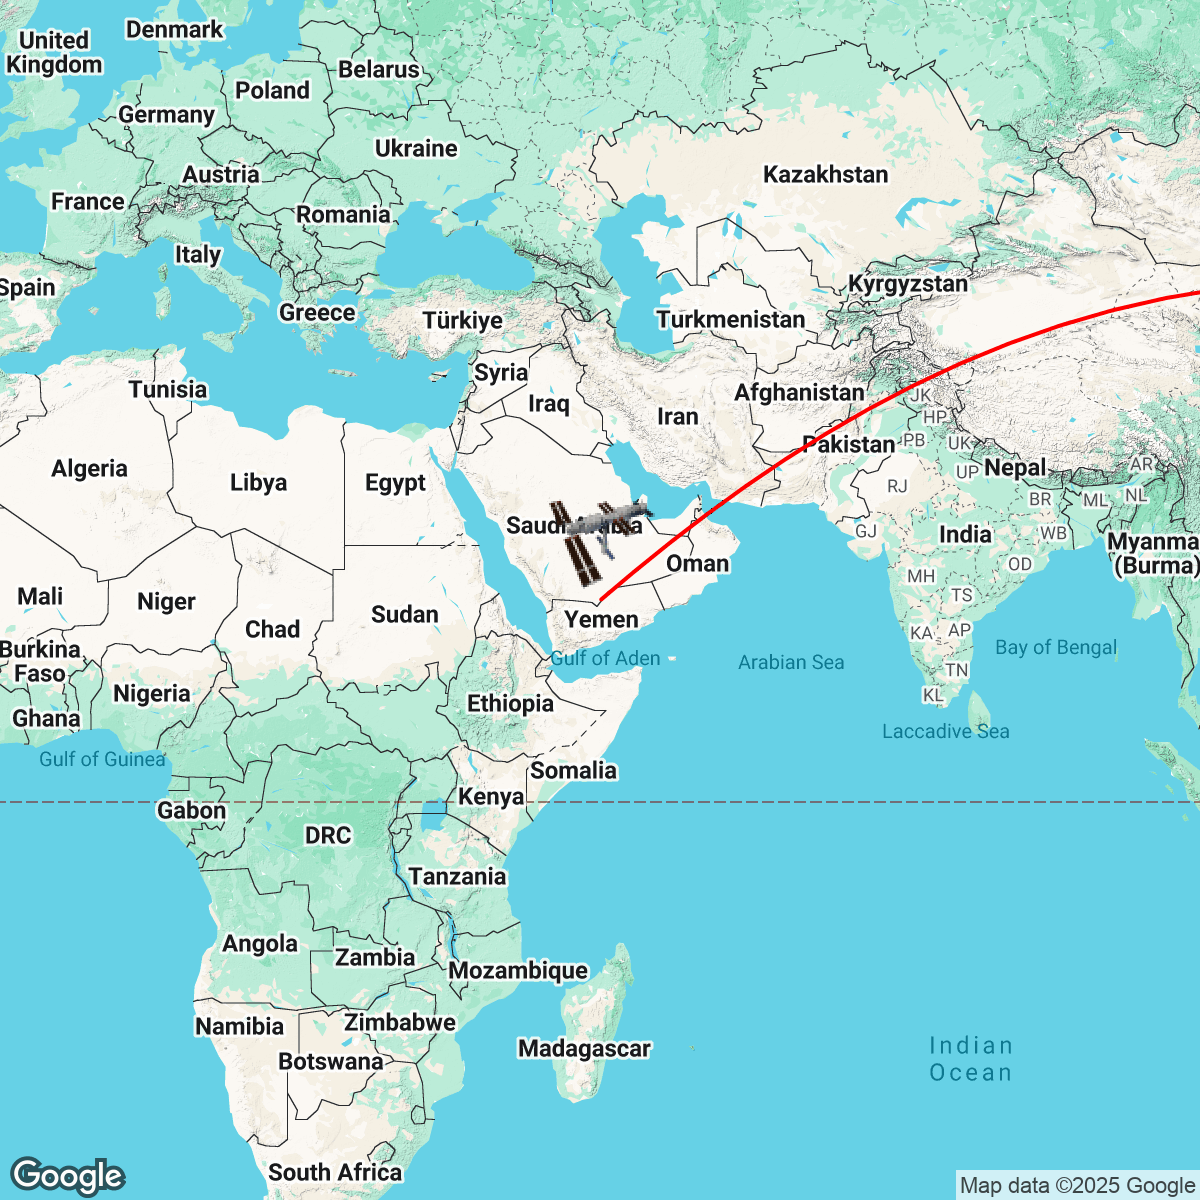 Denmark
United
Kingdom
Belarus
Poland
Germany
Ukraine
Austria
Kazakhstan
France
Romania
Italy
Kyrgyzstan
Spain
Greece
Türkiye
Turkmenistan
Syria
Tunisia
Afghanistan
JK
Iraq
Iran
HP
Pakistan
PB
UK
Algeria
Nepal
AR
UP
Libya
Egypt
RJ
BR
ML
NL
Saudi Arabia
GJ
India
WB
Myanmar
(Burma)
Oman
OD
MH
Mali
Niger
TS
Sudan
Yemen
Chad
KA
AP
Burkina
Faso
Gulf of Aden
Arabian Sea
Bay of Bengal
TN
Nigeria
KL
Ethiopia
Ghana
Laccadive Sea
Gulf of Guinea
Somalia
Kenya
Gabon
DRC
Tanzania
Angola
Zambia
Mozambique
Namibia
Zimbabwe
Madagascar
Indian
Ocean
Botswana
South Africa
Google
Map data ©2025 Google